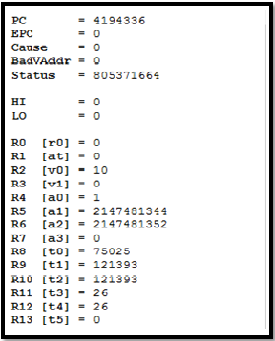 PC = 4194336
EPC = 0
Cause = 0
BadVAddr = 0
Status = 805371664
HI = 0
LO = 0
R0 [r0] = 0
R1 [at] = 0
R2 [v0] = 10
R3 [v1] = 0
R4 [a0] = 1
R5 [a1] = 2147481344
R6 [a2] = 2147481352
R7 [a3] = 0
R8 [t0] = 75025
R9 [t1] = 121393
R10 [t2] = 121393
R11 [t3] = 26
R12 [t4] = 26
R13 [t5] = 0